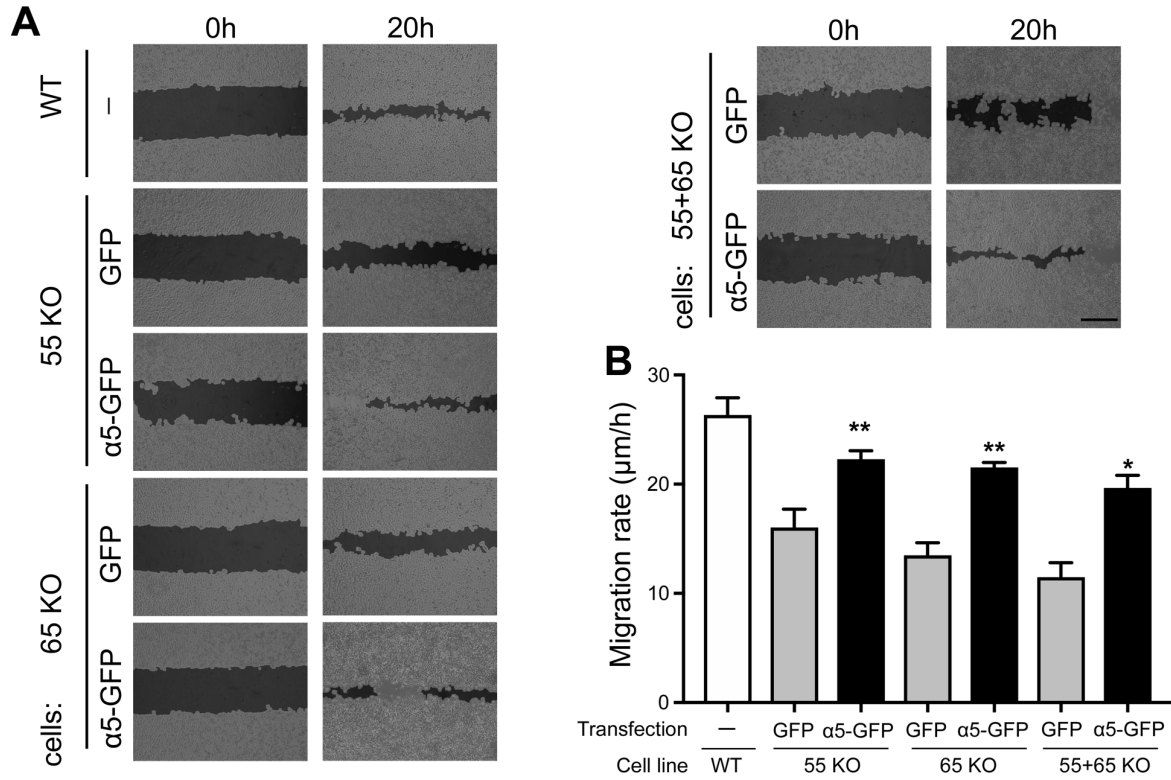 A
0h 20h
WT
–
55 KO
GFP
α5-GFP
65 KO
GFP
α5-GFP
cells:
0h 20h
55+65 KO
GFP
α5-GFP
cells:
B
Migration rate (μm/h)
30
20
10
0
** ** *
Transfection – GFP α5-GFP GFP α5-GFP GFP α5-GFP
Cell line WT 55 KO 65 KO 55+65 KO